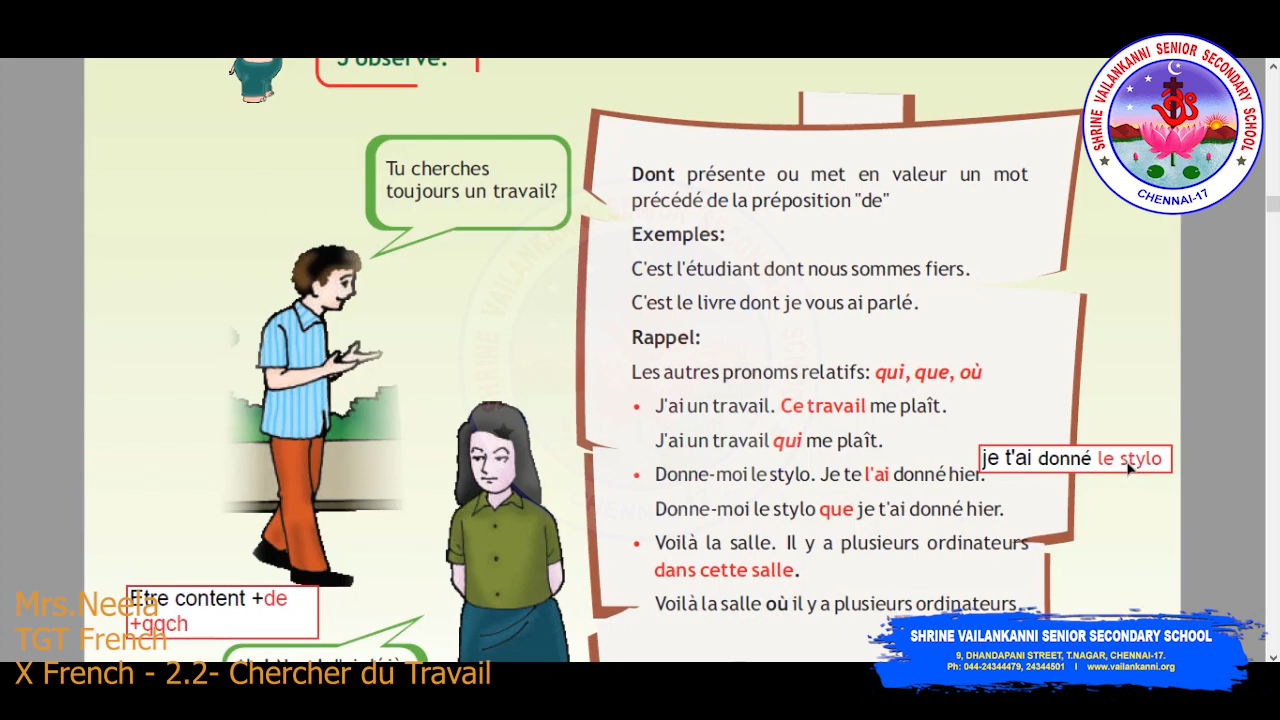 J'observe:
Tu cherches
toujours un travail?
Dont présente ou met en valeur un mot
précédé de la préposition "de"
Exemples:
C'est l'étudiant dont nous sommes fiers.
C'est le livre dont je vous ai parlé.
Rappel:
Les autres pronoms relatifs: qui, que, où
• J'ai un travail. Ce travail me plaît.
J'ai un travail qui me plaît.
• Donne-moi le stylo. Je te l'ai donné hier.
je t'ai donné le stylo
Donne-moi le stylo que je t'ai donné hier.
• Voilà la salle. Il y a plusieurs ordinateurs
dans cette salle.
Voilà la salle où il y a plusieurs ordinateurs.
Etre content +de
+qqch
Mrs.Neela
TGT French
X French - 2.2- Chercher du Travail
SHRINE VAILANKANNI SENIOR SECONDARY SCHOOL
CHENNAI-17
SHRINE VAILANKANNI SENIOR SECONDARY SCHOOL
9, DHANDAPANI STREET, T.NAGAR, CHENNAI-17.
Ph: 044-24344479, 24344501 I www.vailankanni.org